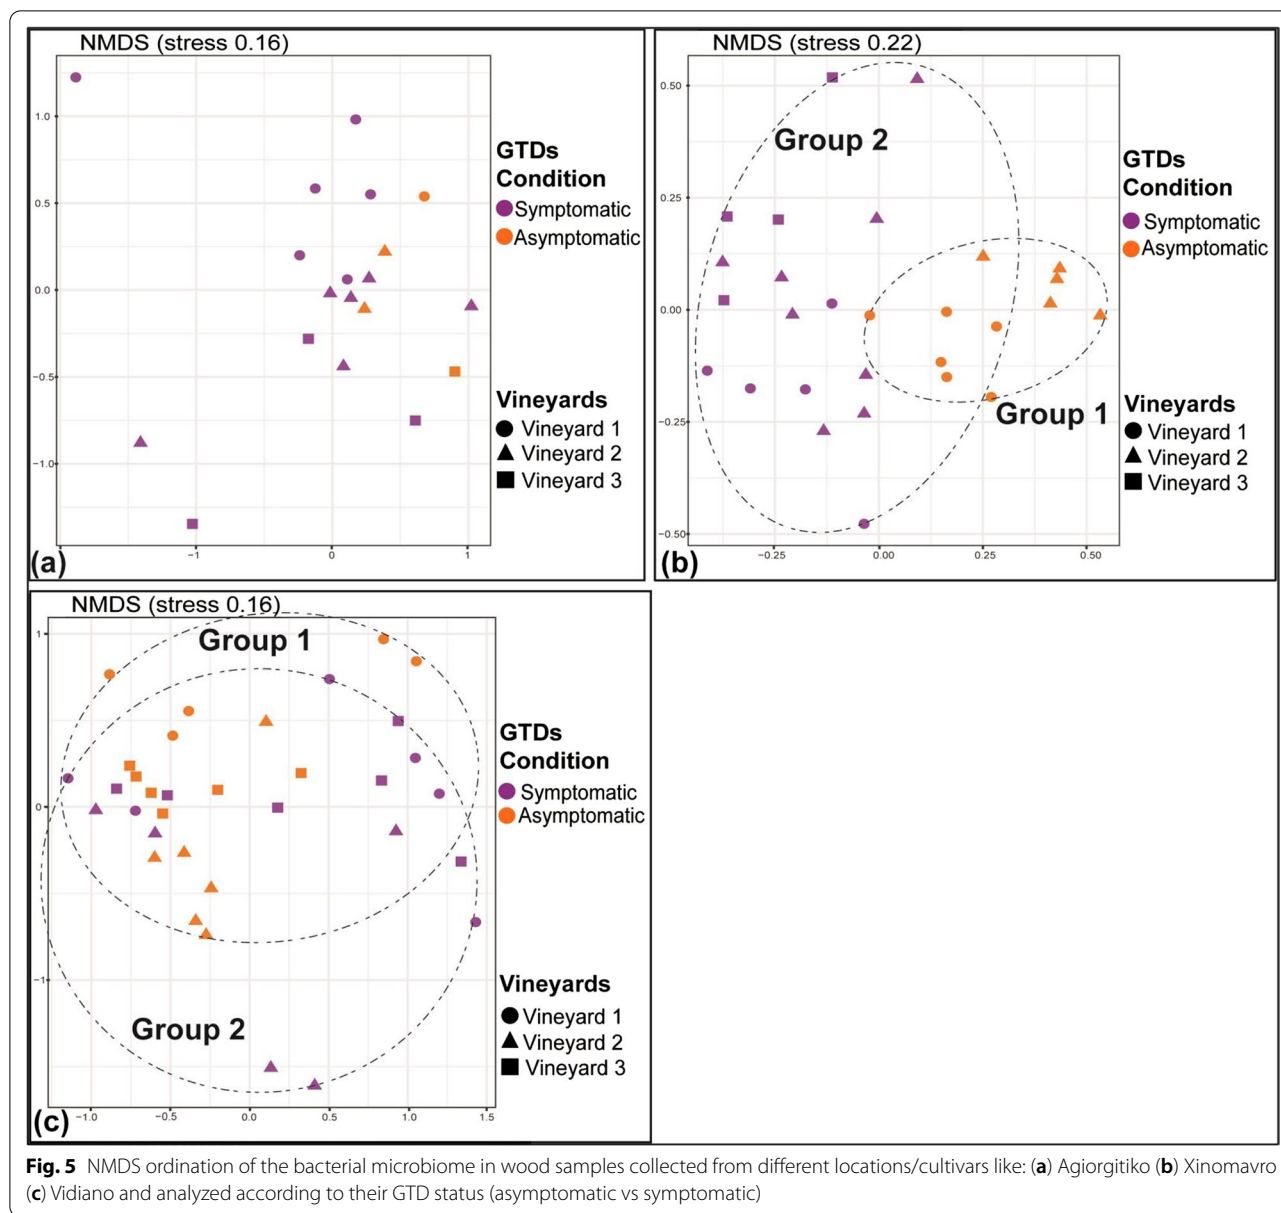 NMDS (stress 0.16)
1.0
0.5
0.0
−0.5
−1.0
−1
0
1
(a)
GTDs
Condition
Symptomatic
Asymptomatic
Vineyards
Vineyard 1
Vineyard 2
Vineyard 3
NMDS (stress 0.22)
0.50
0.25
0.00
−0.25
−0.50
−0.25
0.00
0.25
0.50
Group 2
Group 1
(b)
GTDs
Condition
Symptomatic
Asymptomatic
Vineyards
Vineyard 1
Vineyard 2
Vineyard 3
NMDS (stress 0.16)
1
0
−1
−1.0
−0.5
0.0
0.5
1.0
1.5
Group 1
Group 2
(c)
GTDs
Condition
Symptomatic
Asymptomatic
Vineyards
Vineyard 1
Vineyard 2
Vineyard 3
Fig. 5 NMDS ordination of the bacterial microbiome in wood samples collected from different locations/cultivars like: (a) Agiorgitiko (b) Xinomavro
(c) Vidiano and analyzed according to their GTD status (asymptomatic vs symptomatic)